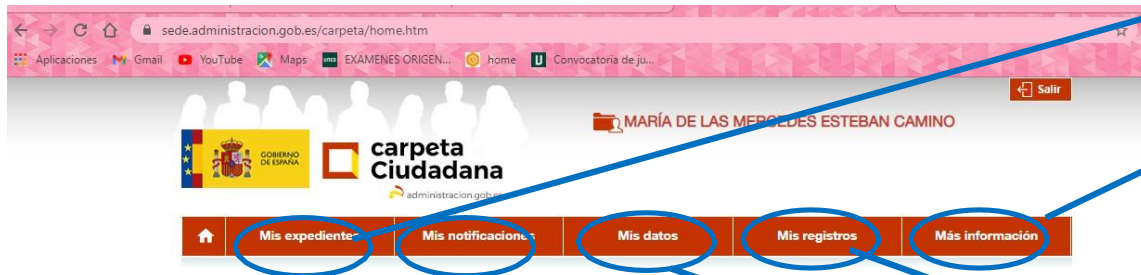 sede.administracion.gob.es/carpeta/home.htm
Aplicaciones Gmail YouTube Maps EXAMENES ORIGEN... home Convocatoria de ju...
Salir
MARÍA DE LAS MERCEDES ESTEBAN CAMINO
GOBIERNO
DE ESPAÑA
carpeta
Ciudadana
administracion.gob.es
Mis expedientes Mis notificaciones Mis datos Mis registros Más información